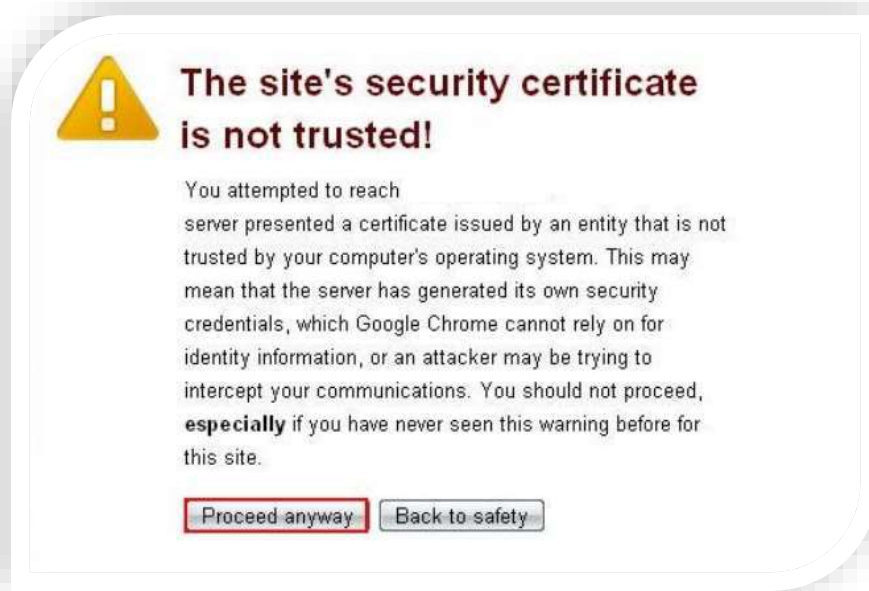 The site's security certificate
is not trusted!
You attempted to reach
server presented a certificate issued by an entity that is not
trusted by your computer's operating system. This may
mean that the server has generated its own security
credentials, which Google Chrome cannot rely on for
identity information, or an attacker may be trying to
intercept your communications. You should not proceed,
especially if you have never seen this warning before for
this site.
Proceed anyway Back to safety